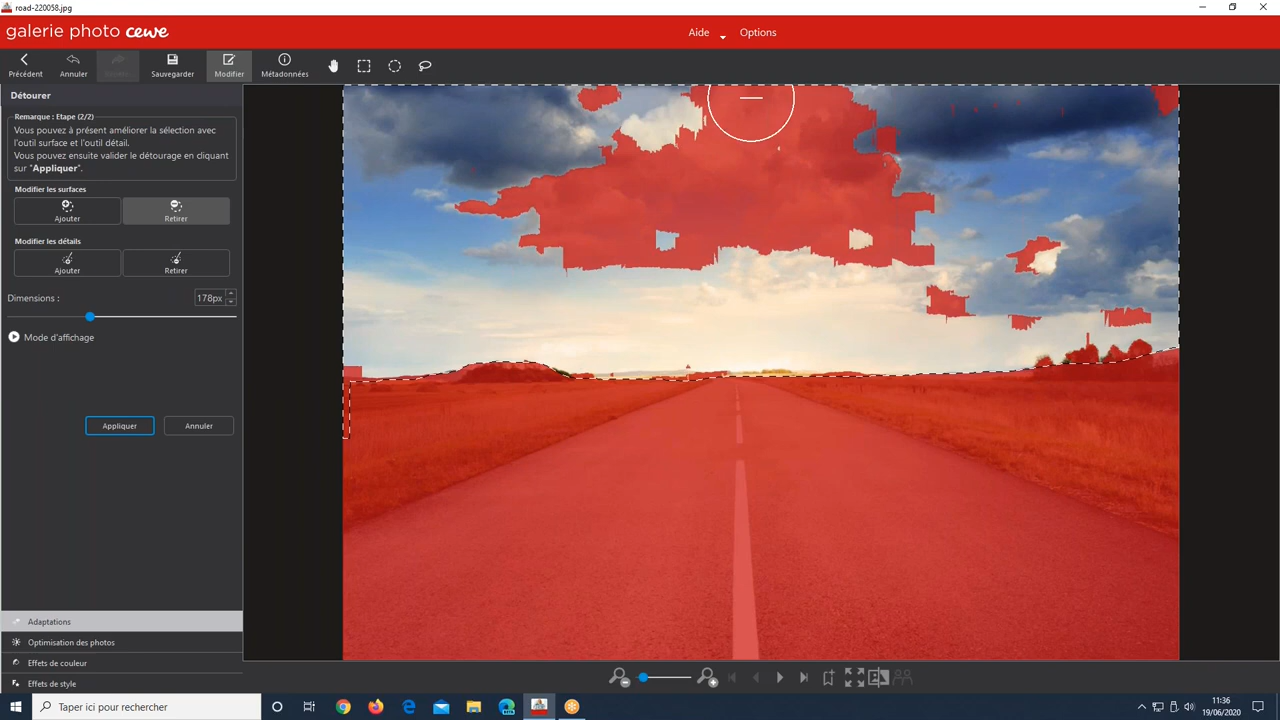 road-220058.jpg
galerie photo cewe
Aide
Options
Précédent
Annuler
Sauvegarder
Modifier
Métadonnées
Détourer
Remarque : Etape (2/2)
Vous pouvez à présent améliorer la sélection avec
l'outil surface et l'outil détail.
Vous pouvez ensuite valider le détourage en cliquant
sur "Appliquer".
Modifier les surfaces
Ajouter
Retirer
Modifier les détails
Ajouter
Retirer
Dimensions :
178px
Mode d'affichage
Appliquer
Annuler
Adaptations
Optimisation des photos
Effets de couleur
Effets de style
Taper ici pour rechercher
11:36
19/06/2020